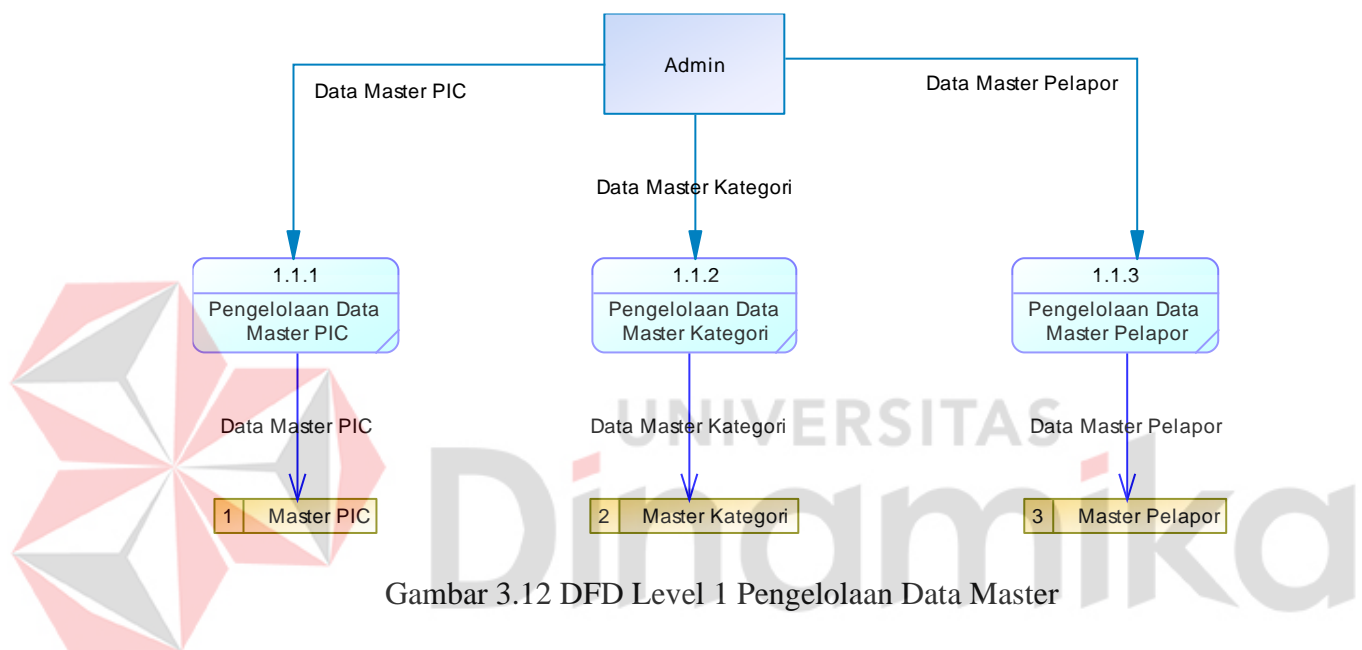 Admin
Data Master PIC
Data Master Pelapor
Data Master Kategori
1.1.1
Pengelolaan Data
Master PIC
1.1.2
Pengelolaan Data
Master Kategori
1.1.3
Pengelolaan Data
Master Pelapor
UNIVERSITAS
Dinamika
Data Master PIC
Data Master Kategori
Data Master Pelapor
1 Master PIC
2 Master Kategori
3 Master Pelapor
Gambar 3.12 DFD Level 1 Pengelolaan Data Master